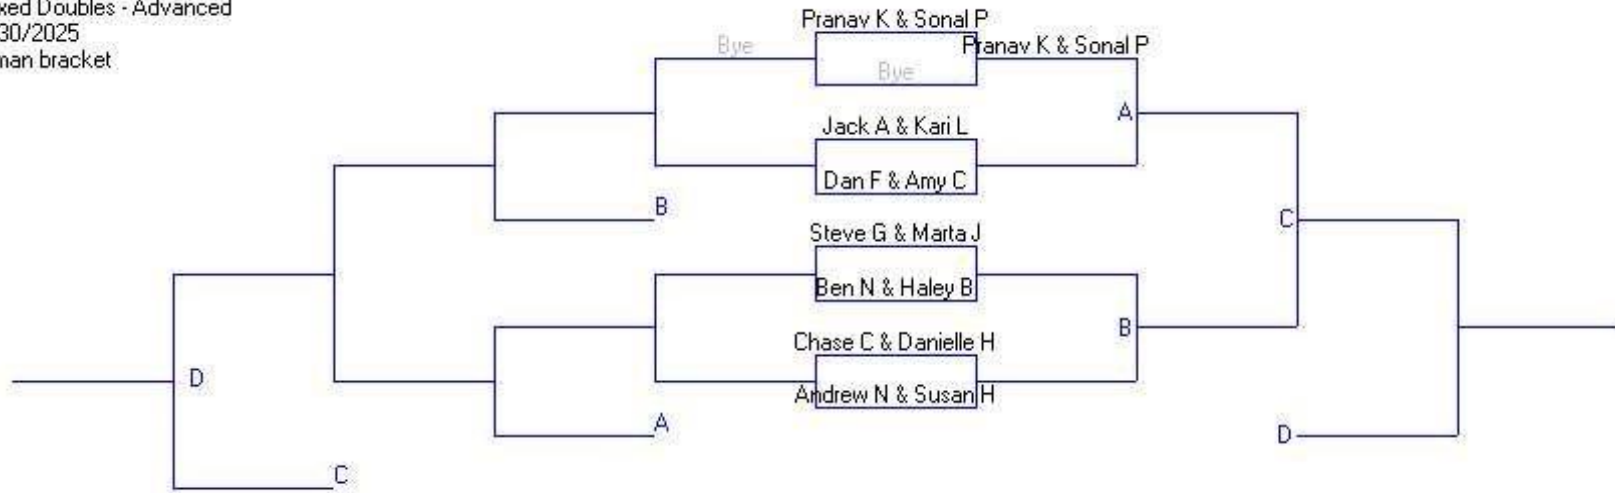 xed Doubles - Advanced
30/2025
man bracket
Pranav K & Sonal P
Bye
Pranav K & Sonal P
Bye
Jack A & Kari L
A
Dan F & Amy C
B
Steve G & Marta J
C
Ben N & Haley B
B
Chase C & Danielle H
D
Andrew N & Susan H
A
D
C